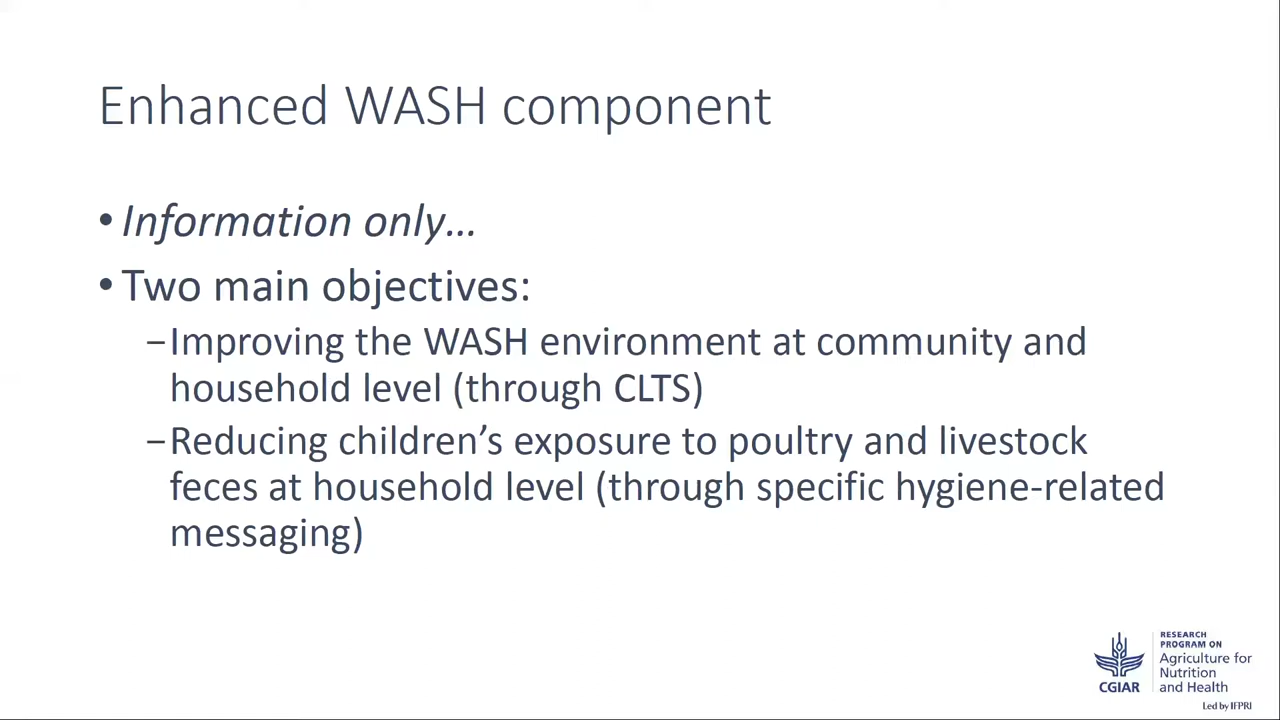 Enhanced WASH component
• Information only...
• Two main objectives:
–Improving the WASH environment at community and
household level (through CLTS)
–Reducing children’s exposure to poultry and livestock
feces at household level (through specific hygiene-related
messaging)
CGIAR
RESEARCH
PROGRAM ON
Agriculture for
Nutrition
and Health
Led by IFPRI